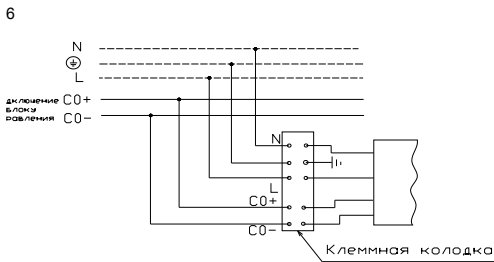 6
N
L
дключение CO+
блоку
равления CO-
N
L
CO+
CO-
Клеммная колодка